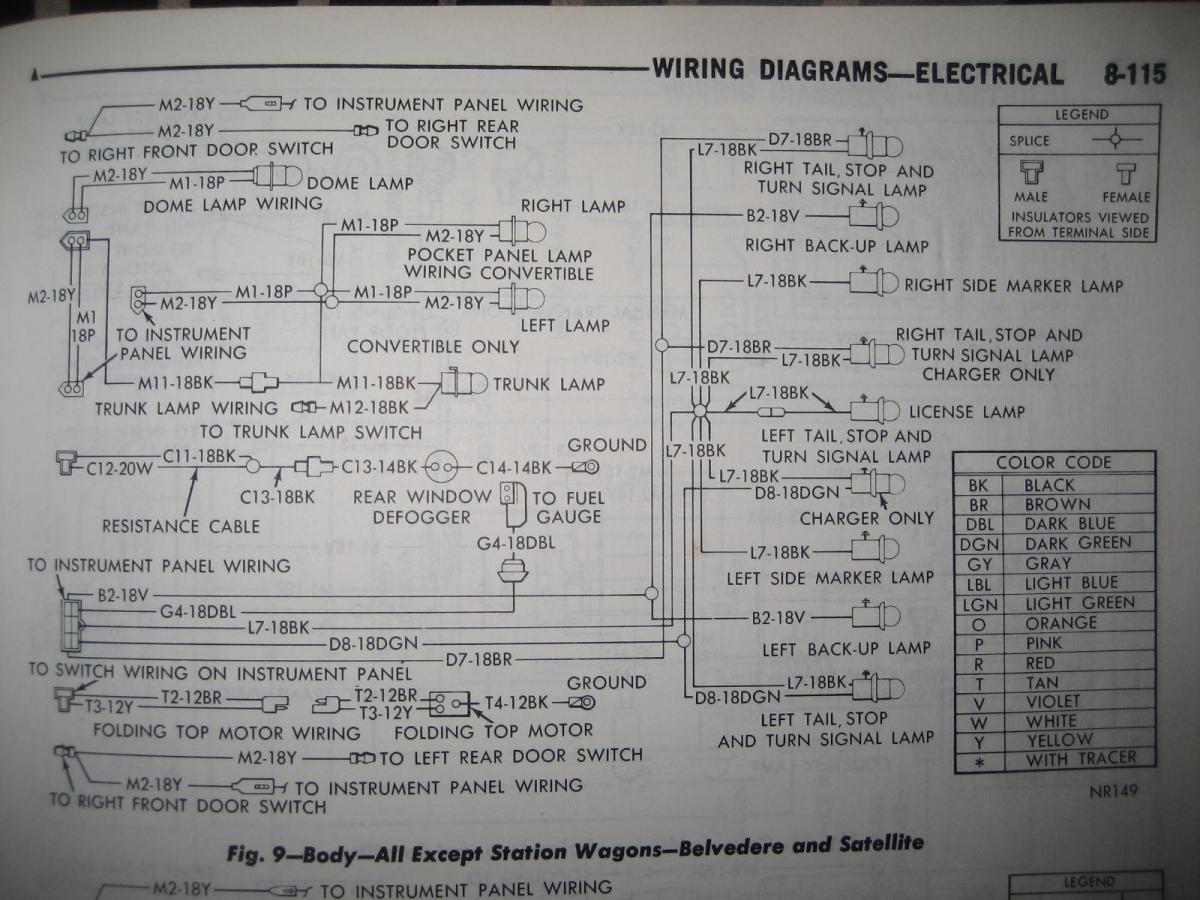 WIRING DIAGRAMS—ELECTRICAL 8-115
M2-18Y
TO INSTRUMENT PANEL WIRING
M2-18Y
TO RIGHT REAR
DOOR SWITCH
TO RIGHT FRONT DOOR SWITCH
M2-18Y
M1-18P
DOME LAMP
DOME LAMP WIRING
RIGHT LAMP
M1-18P
M2-18Y
POCKET PANEL LAMP
WIRING CONVERTIBLE
M2-18Y
M1
18P
M1-18P
M1-18P
M2-18Y
M2-18Y
LEFT LAMP
TO INSTRUMENT
PANEL WIRING
CONVERTIBLE ONLY
M11-18BK
M11-18BK
TRUNK LAMP
TRUNK LAMP WIRING
M12-18BK
TO TRUNK LAMP SWITCH
C11-18BK
C12-20W
C13-14BK
C14-14BK
GROUND
C13-18BK
RESISTANCE CABLE
REAR WINDOW
DEFOGGER
TO FUEL
GAUGE
G4-18DBL
TO INSTRUMENT PANEL WIRING
B2-18V
G4-18DBL
L7-18BK
D8-18DGN
D7-18BR
TO SWITCH WIRING ON INSTRUMENT PANEL
T2-12BR
T3-12Y
T2-12BR
T3-12Y
T4-12BK
GROUND
FOLDING TOP MOTOR WIRING
FOLDING TOP MOTOR
M2-18Y
TO LEFT REAR DOOR SWITCH
M2-18Y
TO INSTRUMENT PANEL WIRING
TO RIGHT FRONT DOOR SWITCH
D7-18BR
L7-18BK
RIGHT TAIL, STOP AND
TURN SIGNAL LAMP
B2-18V
RIGHT BACK-UP LAMP
L7-18BK
RIGHT SIDE MARKER LAMP
D7-18BR
L7-18BK
RIGHT TAIL, STOP AND
TURN SIGNAL LAMP
CHARGER ONLY
L7-18BK
L7-18BK
LICENSE LAMP
LEFT TAIL, STOP AND
TURN SIGNAL LAMP
L7-18BK
L7-18BK
D8-18DGN
CHARGER ONLY
L7-18BK
LEFT SIDE MARKER LAMP
B2-18V
LEFT BACK-UP LAMP
L7-18BK
D8-18DGN
LEFT TAIL, STOP
AND TURN SIGNAL LAMP
LEGEND
SPLICE
MALE FEMALE
INSULATORS VIEWED
FROM TERMINAL SIDE
COLOR CODE
BK BLACK
BR BROWN
DBL DARK BLUE
DGN DARK GREEN
GY GRAY
LBL LIGHT BLUE
LGN LIGHT GREEN
O ORANGE
P PINK
R RED
T TAN
V VIOLET
W WHITE
Y YELLOW
* WITH TRACER
NR149
Fig. 9—Body—All Except Station Wagons—Belvedere and Satellite
M2-18Y
TO INSTRUMENT PANEL WIRING
LEGEND